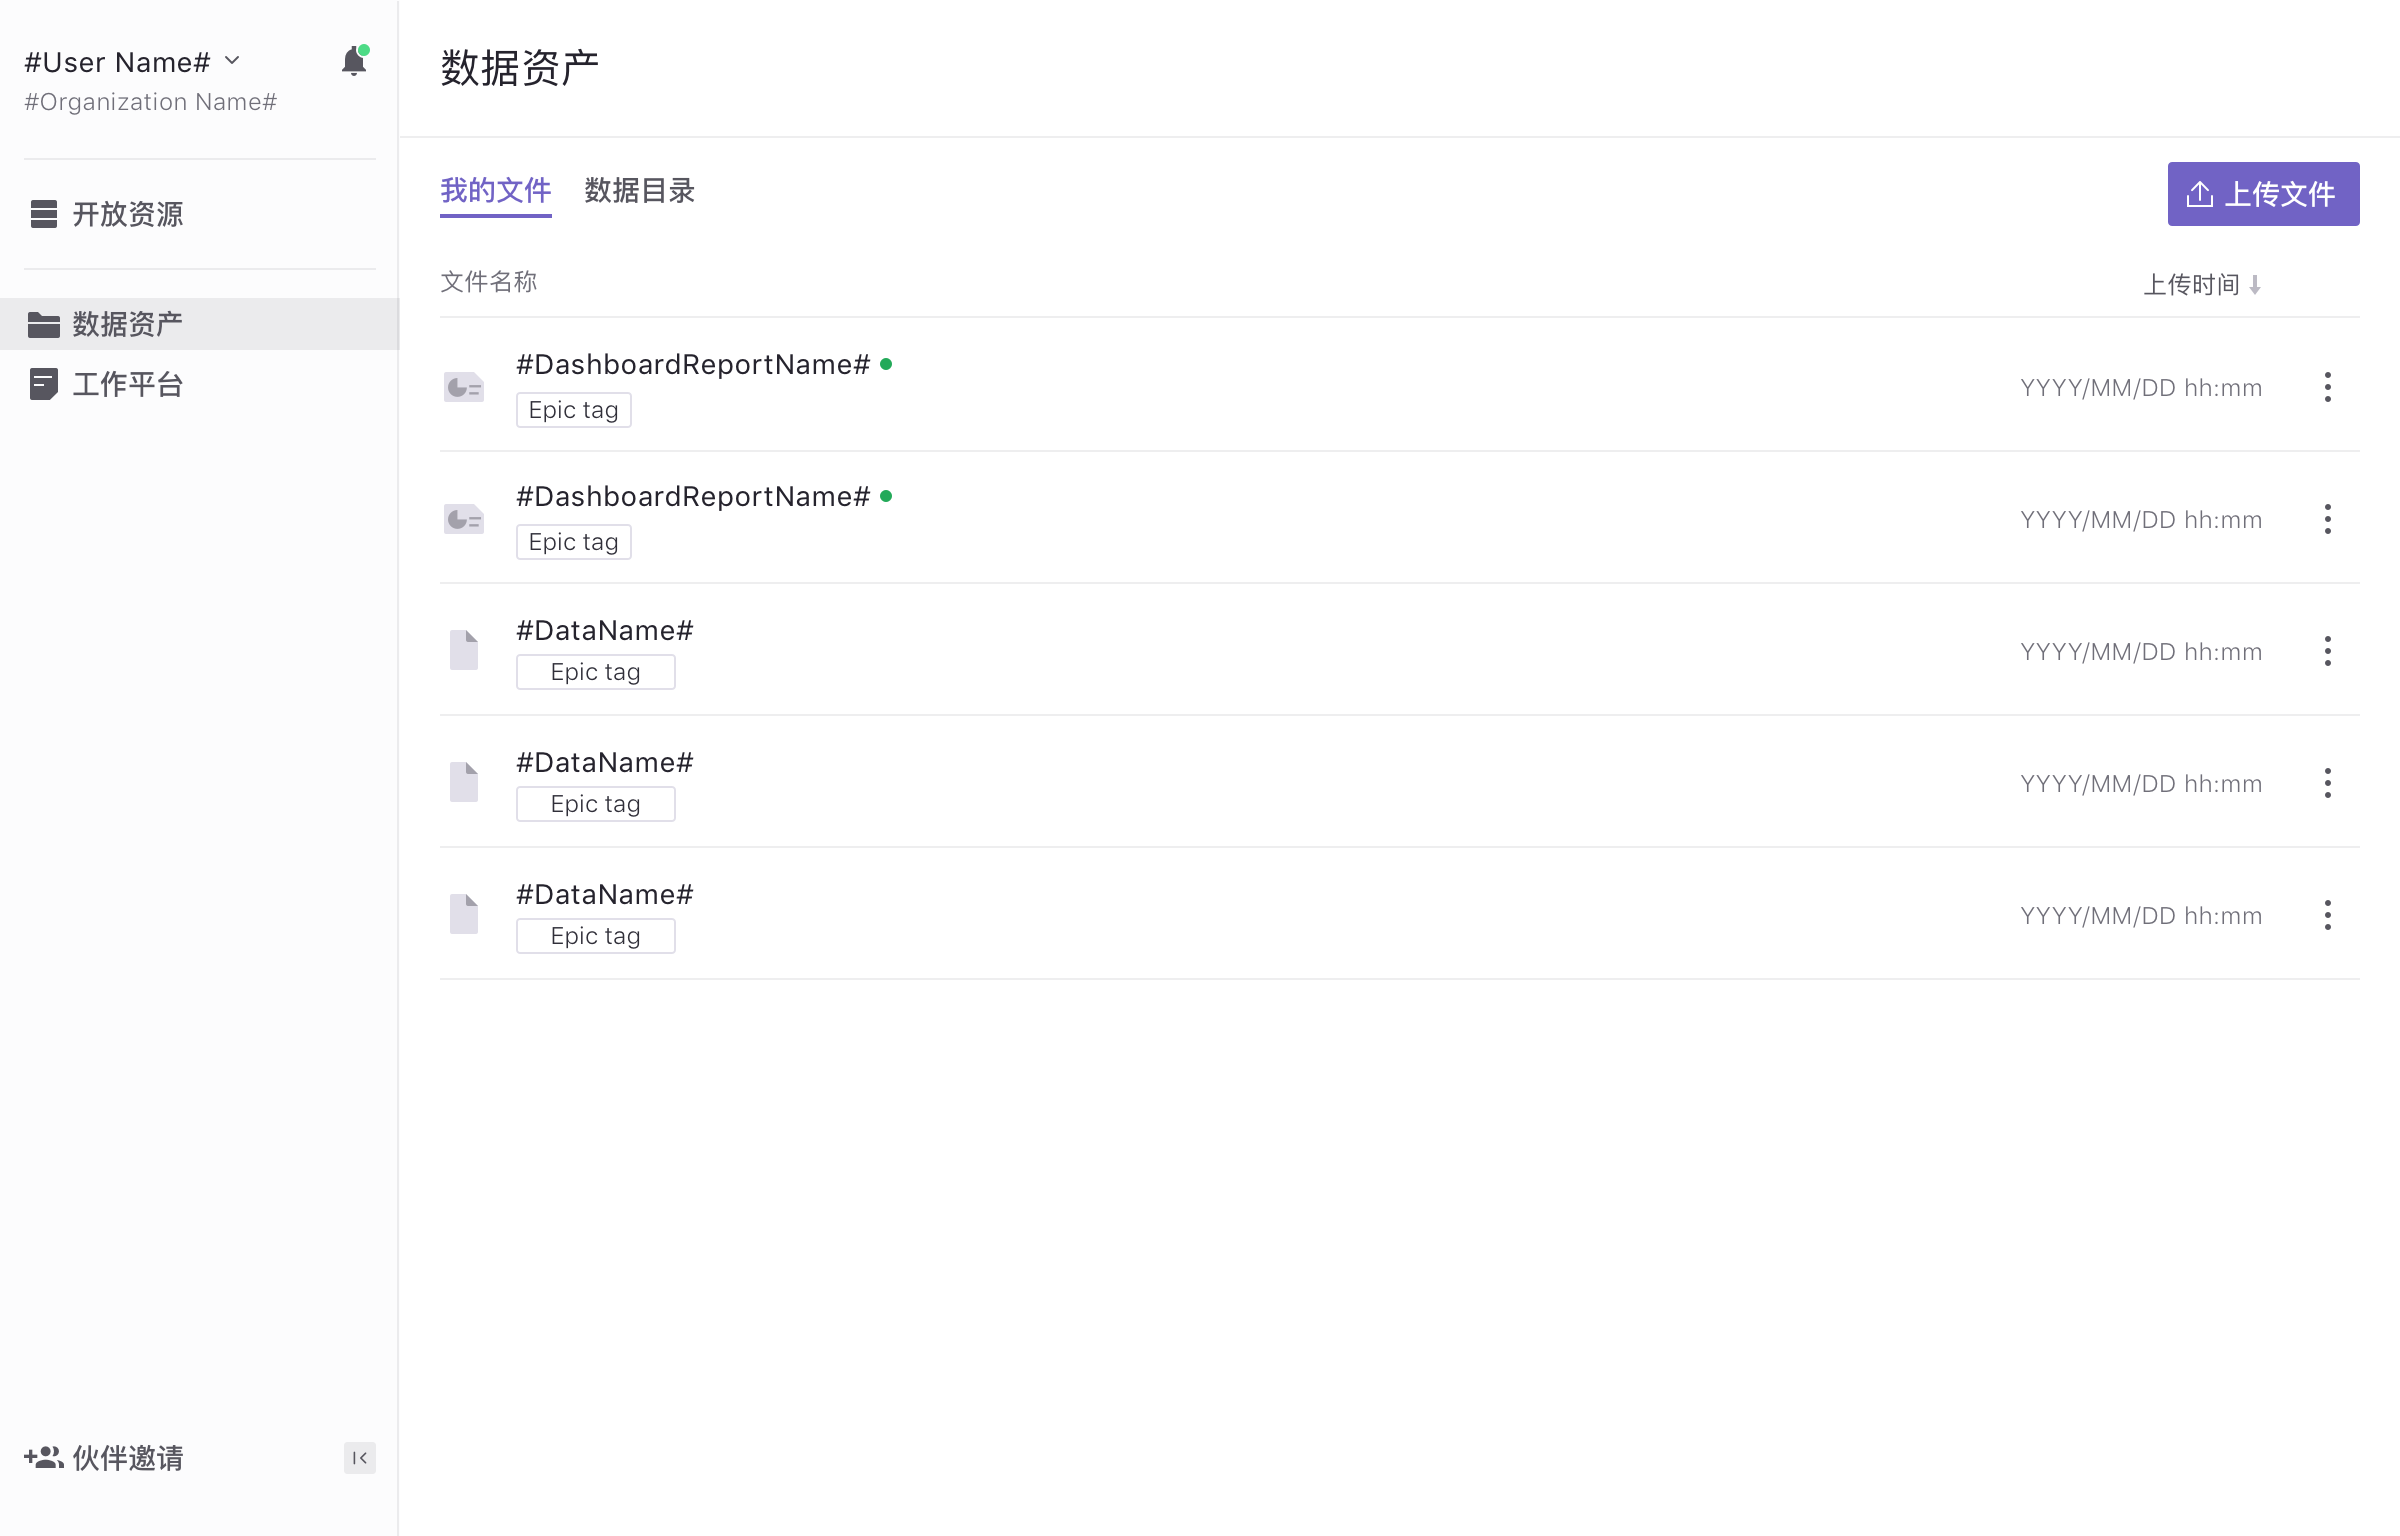 #User Name#
#Organization Name#
开放资源
数据资产
工作平台
伙伴邀请
数据资产
我的文件
数据目录
上传文件
文件名称
上传时间
#DashboardReportName#
Epic tag
YYYY/MM/DD hh:mm
#DashboardReportName#
Epic tag
YYYY/MM/DD hh:mm
#DataName#
Epic tag
YYYY/MM/DD hh:mm
#DataName#
Epic tag
YYYY/MM/DD hh:mm
#DataName#
Epic tag
YYYY/MM/DD hh:mm